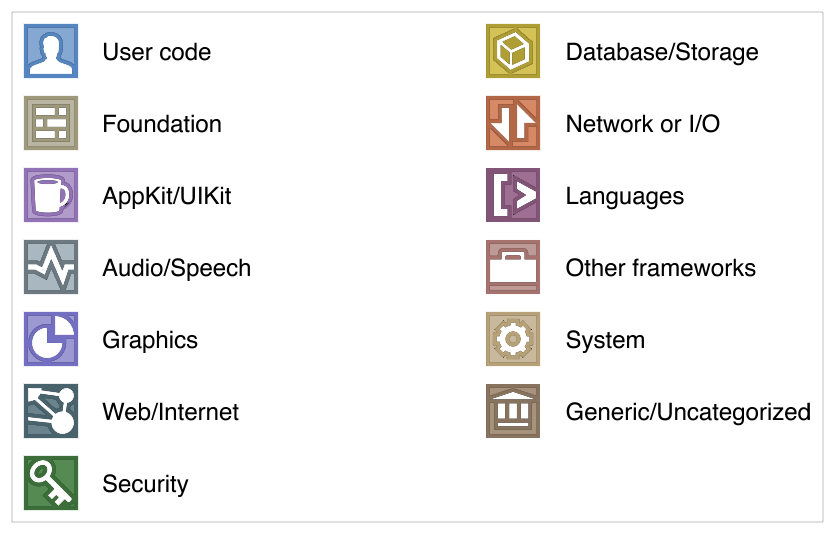 User code
Foundation
AppKit/UIKit
Audio/Speech
Graphics
Web/Internet
Security
Database/Storage
Network or I/O
Languages
Other frameworks
System
Generic/Uncategorized